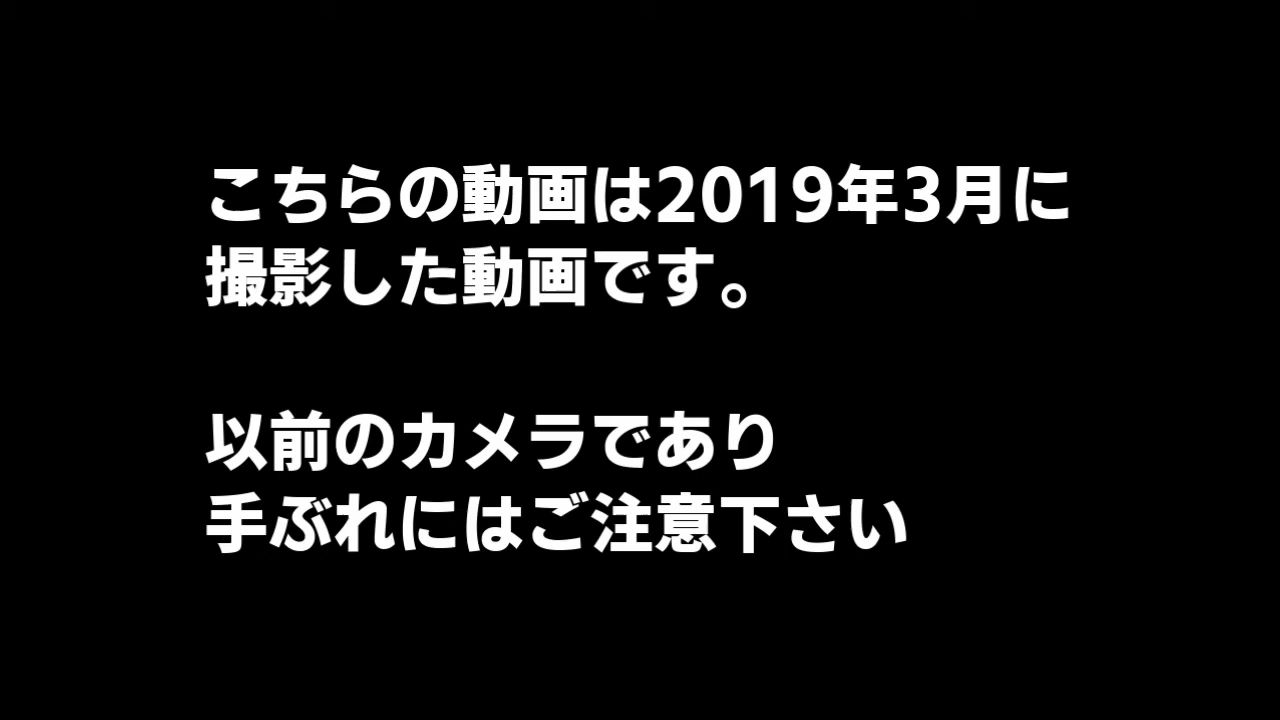 こちらの動画は2019年3月に
撮影した動画です。
以前のカメラであり
手ぶれにはご注意下さい